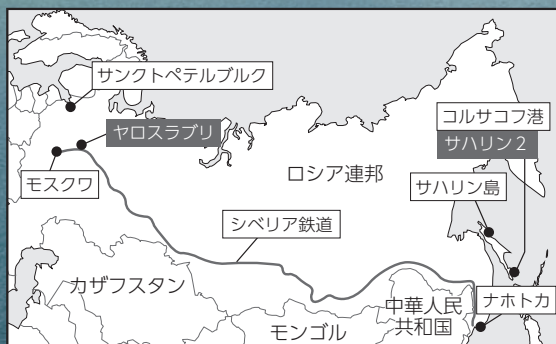 サンクトペテルブルク
ヤロスラブリ
モスクワ
ロシア連邦
コルサコフ港
サハリン2
サハリン島
シベリア鉄道
カザフスタン
モンゴル
中華人民
共和国
ナホトカ